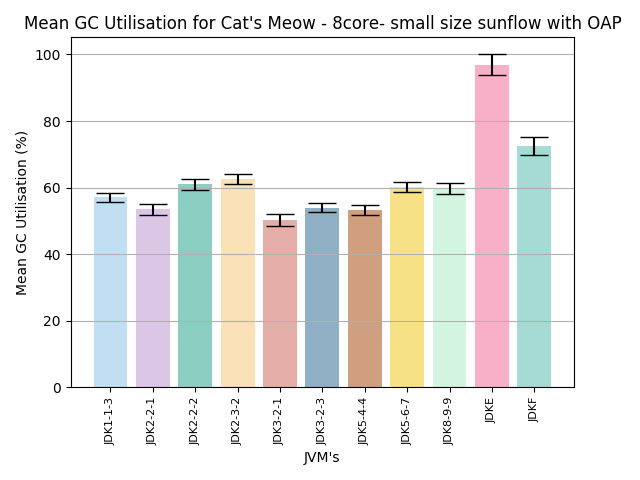 Mean GC Utilisation for Cat's Meow - 8core- small size sunflow with OAP
Mean GC Utilisation (%)
100
80
60
40
20
0
JDK1-1-3
JDK2-2-1
JDK2-2-2
JDK2-3-2
JDK3-2-1
JDK3-2-3
JDK5-4-4
JDK5-6-7
JDK8-9-9
JDKE
JDKF
JVM's